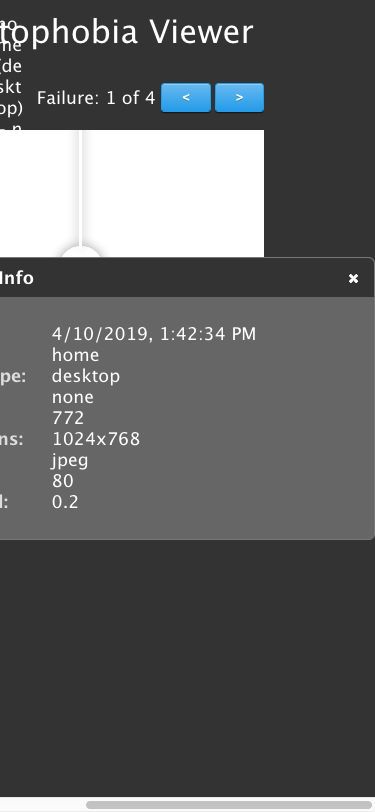 tophobia Viewer
me
(de
skt
op)
Failure: 1 of 4 < >
Info ×
4/10/2019, 1:42:34 PM
home
pe: desktop
none
772
ns: 1024x768
jpeg
80
l: 0.2